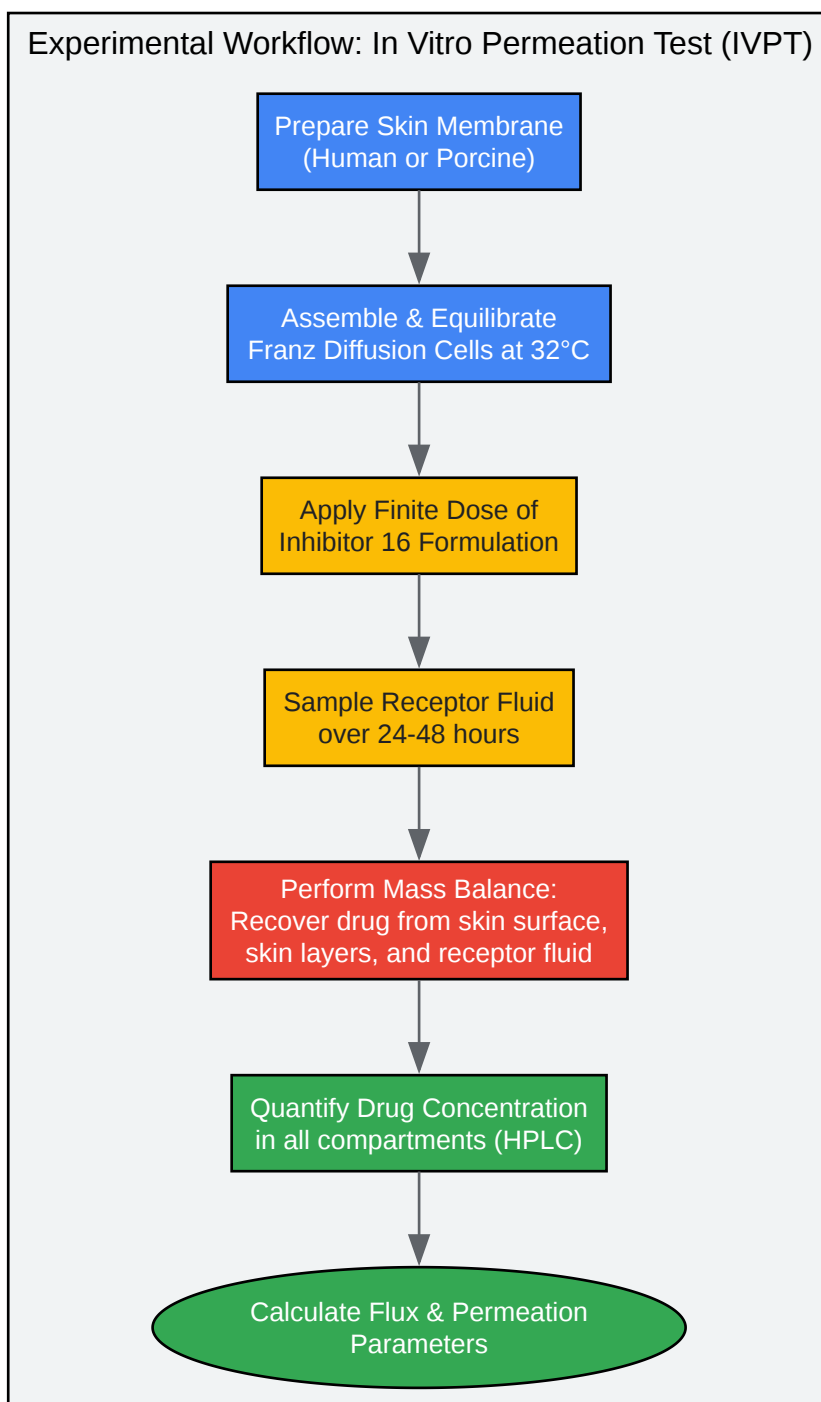 Experimental Workflow: In Vitro Permeation Test (IVPT)
Prepare Skin Membrane
(Human or Porcine)
Assemble & Equilibrate
Franz Diffusion Cells at 32°C
Apply Finite Dose of
Inhibitor 16 Formulation
Sample Receptor Fluid
over 24-48 hours
Perform Mass Balance:
Recover drug from skin surface,
skin layers, and receptor fluid
Quantify Drug Concentration
in all compartments (HPLC)
Calculate Flux & Permeation
Parameters